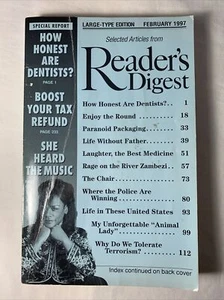 SPECIAL REPORT
HOW
HONEST
ARE
DENTISTS?
PAGE 1
BOOST
YOUR TAX
REFUND
SHE
HEARD
THE MUSIC
LARGE-TYPE EDITION FEBRUARY 1997
Selected Articles from
Reader's
Digest
How Honest Are Dentists? . . 1
Enjoy the Round . . . . . . . 18
Paranoid Packaging . . . . . 33
Life Without Father . . . . . 39
Laughter, the Best Medicine 51
Rage on the River Zambezi . 57
The Chair . . . . . . . . . . . 73
Where the Police Are
Winning . . . . . . . . . . . 80
Life in These United States 93
My Unforgettable "Animal
Lady" . . . . . . . . . . . . . 99
Why Do We Tolerate
Terrorism? . . . . . . . . . 112
Index continued on back cover